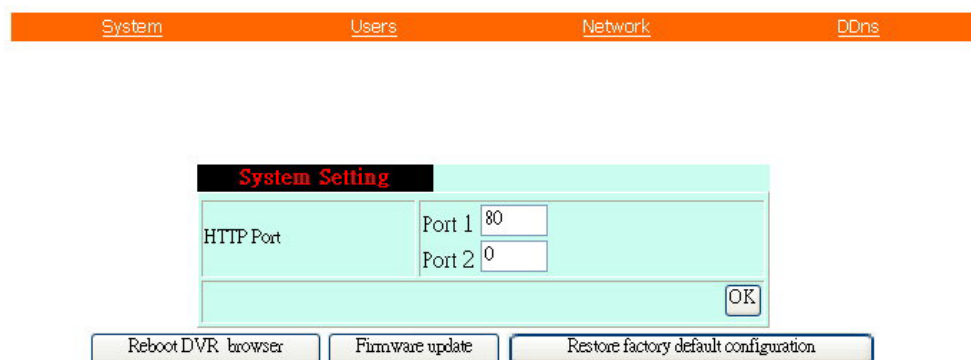 System Users Network DDns
System Setting
HTTP Port
Port 1 80
Port 2 0
OK
Reboot DVR browser Firmware update Restore factory default configuration